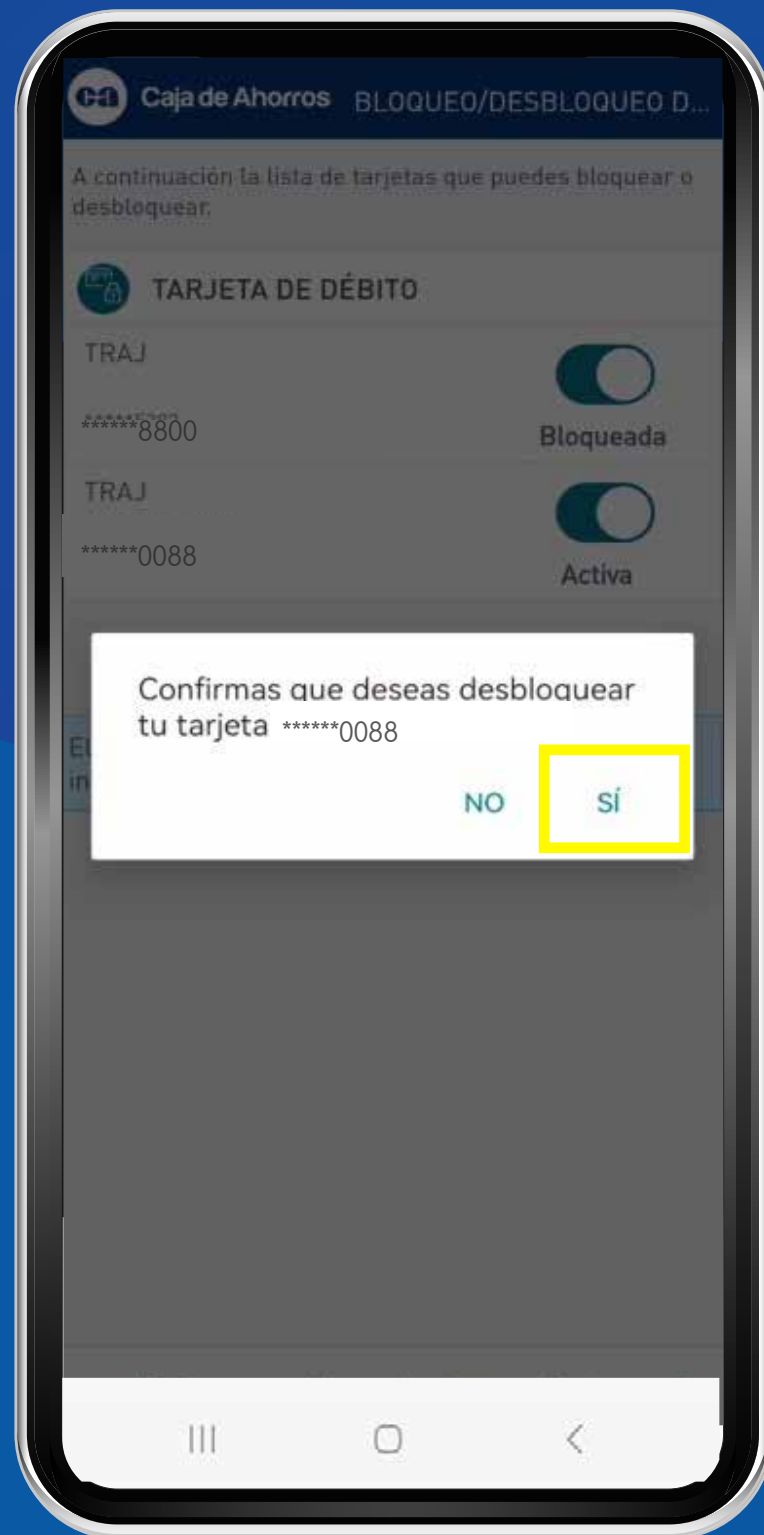 Caja de Ahorros BLOQUEO/DESBLOQUEO D...
A continuación la lista de tarjetas que puedes bloquear o
desbloquear.
TARJETA DE DÉBITO
TRAJ
******8800
Bloqueada
TRAJ
******0088
Activa
Confirmas que deseas desbloquear
tu tarjeta ******0088
NO SÍ